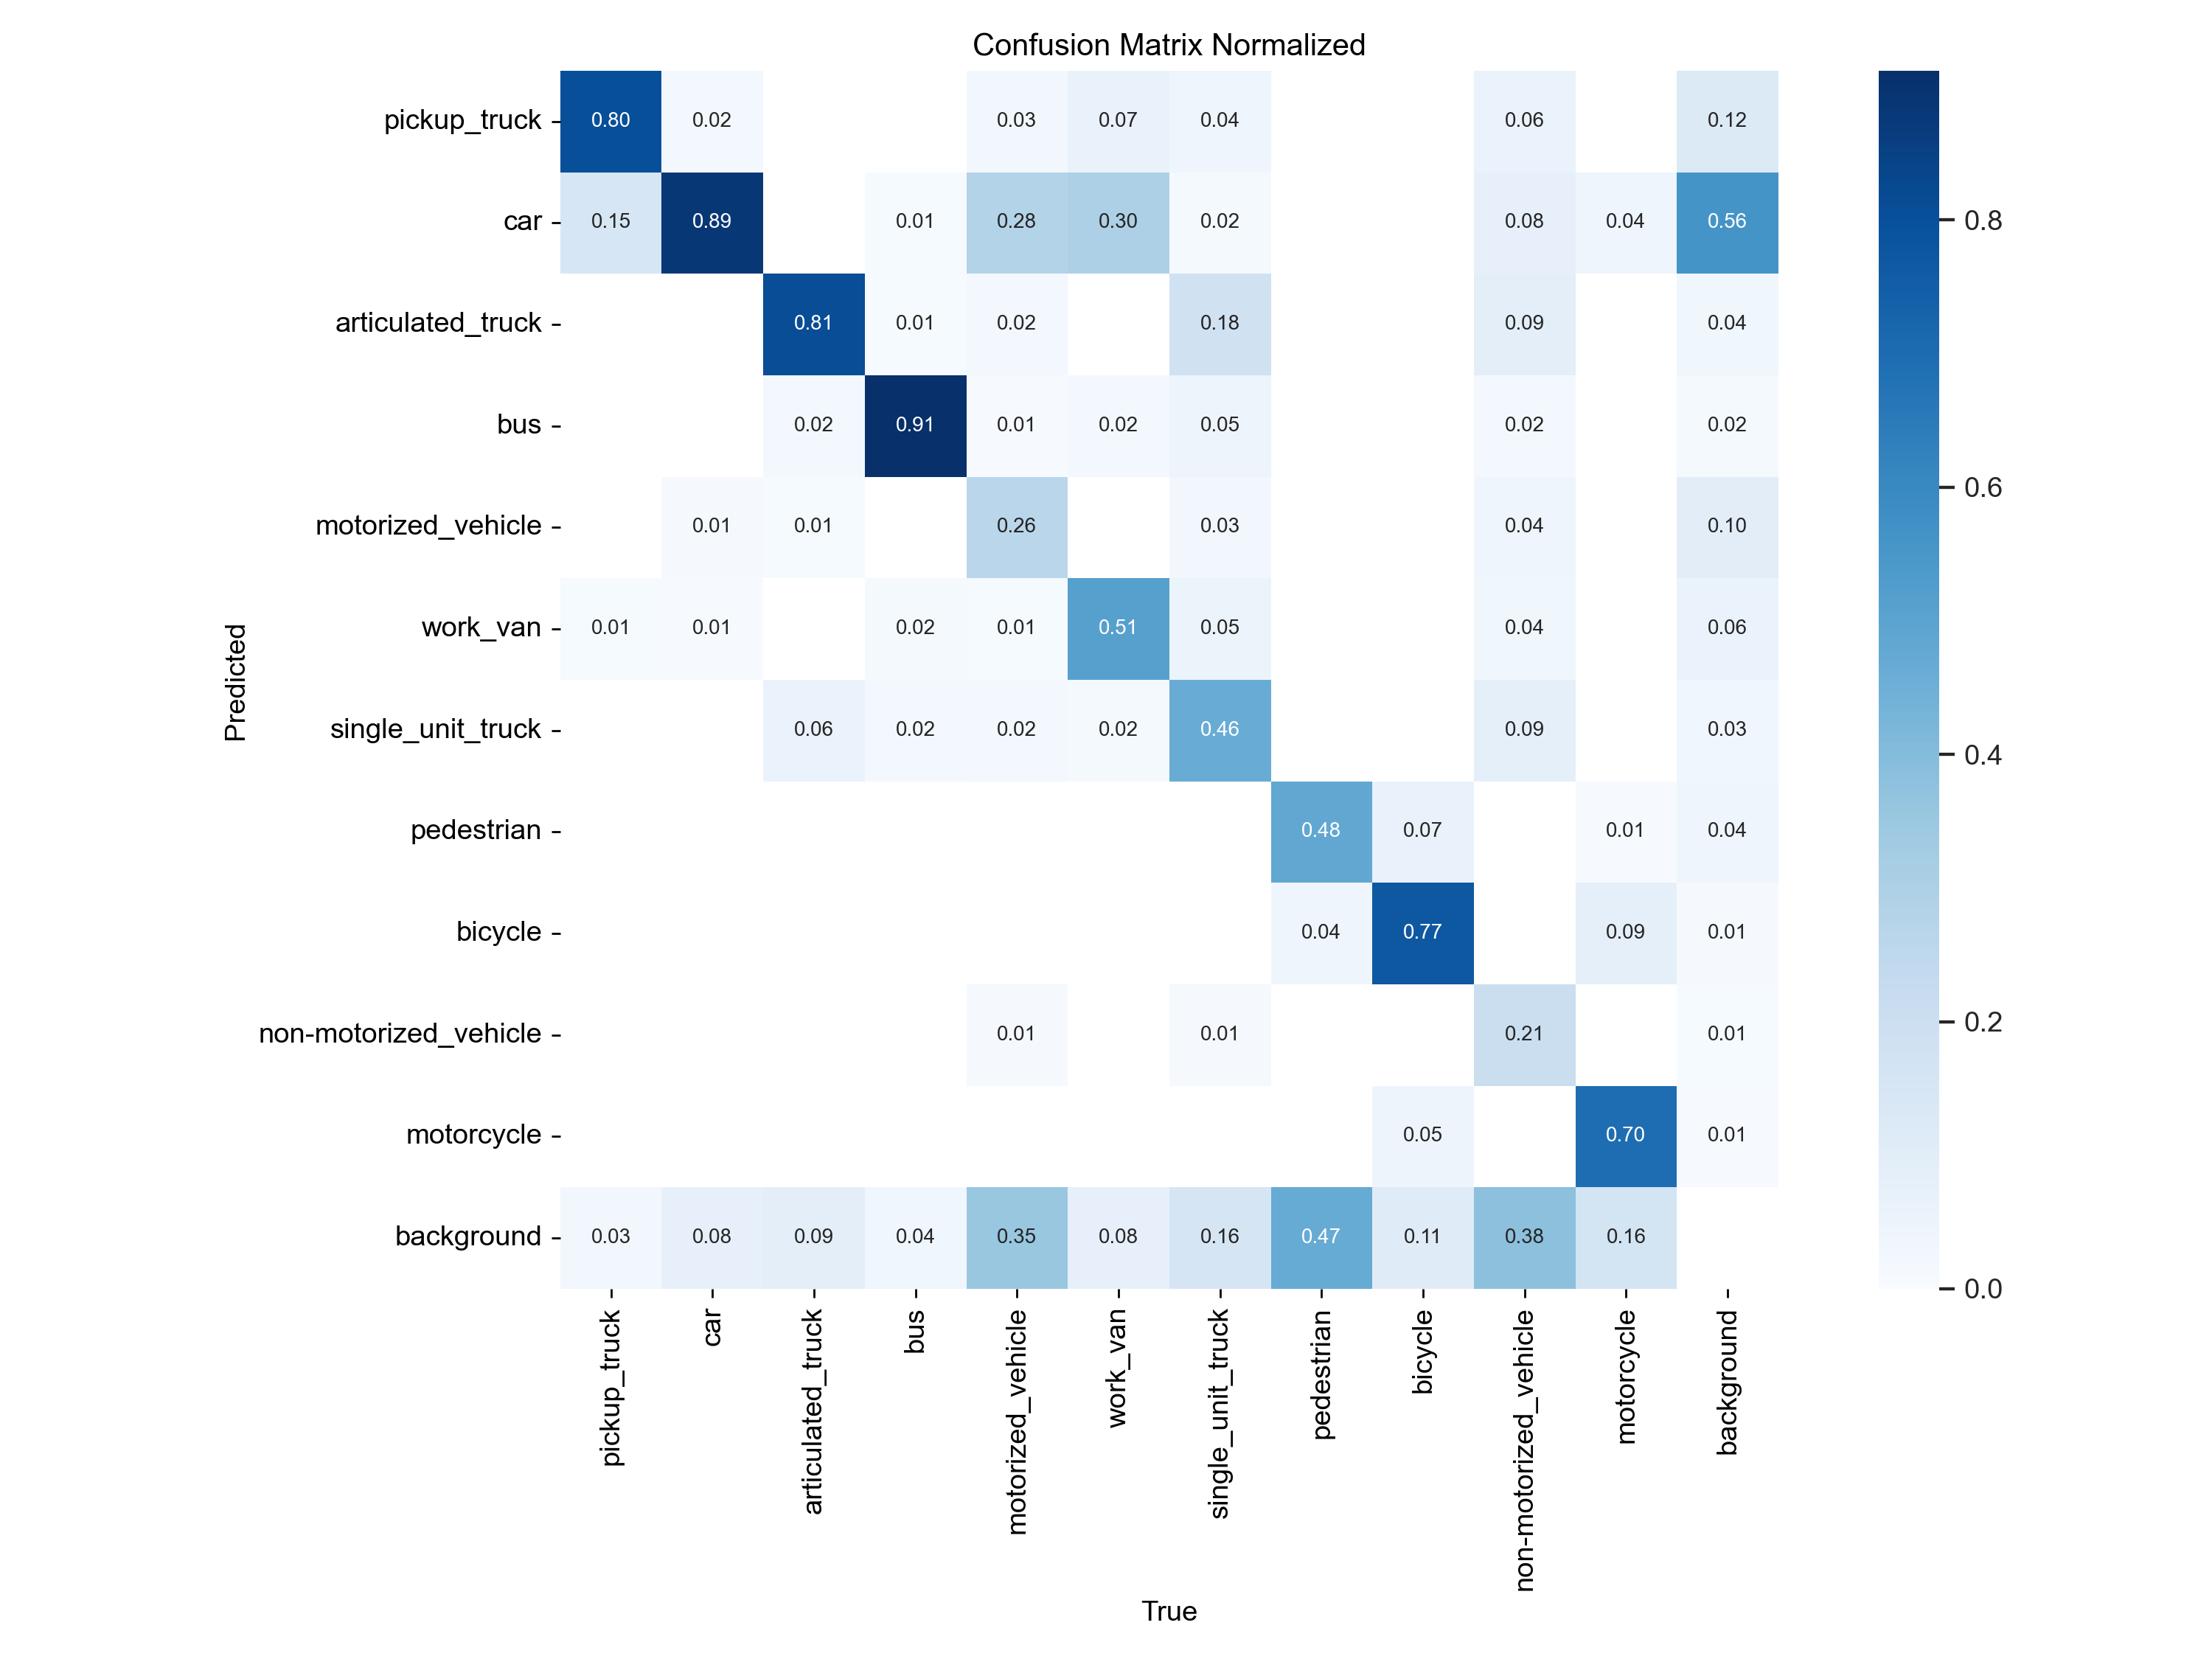 Confusion Matrix Normalized
pickup_truck 0.80 0.02 0.03 0.07 0.04 0.06 0.12
car 0.15 0.89 0.01 0.28 0.30 0.02 0.08 0.04 0.56 0.8
articulated_truck 0.81 0.01 0.02 0.18 0.09 0.04
bus 0.02 0.91 0.01 0.02 0.05 0.02 0.02
0.6
motorized_vehicle 0.01 0.01 0.26 0.03 0.04 0.10
work_van 0.01 0.01 0.02 0.01 0.51 0.05 0.04 0.06
Predicted
single_unit_truck 0.06 0.02 0.02 0.02 0.46 0.09 0.03
0.4
pedestrian 0.48 0.07 0.01 0.04
bicycle 0.04 0.77 0.09 0.01
non-motorized_vehicle 0.01 0.01 0.21 0.01
0.2
motorcycle 0.05 0.70 0.01
background 0.03 0.08 0.09 0.04 0.35 0.08 0.16 0.47 0.11 0.38 0.16
0.0
pickup_truck
car
articulated_truck
bus
motorized_vehicle
work_van
single_unit_truck
pedestrian
bicycle
non-motorized_vehicle
motorcycle
background
True